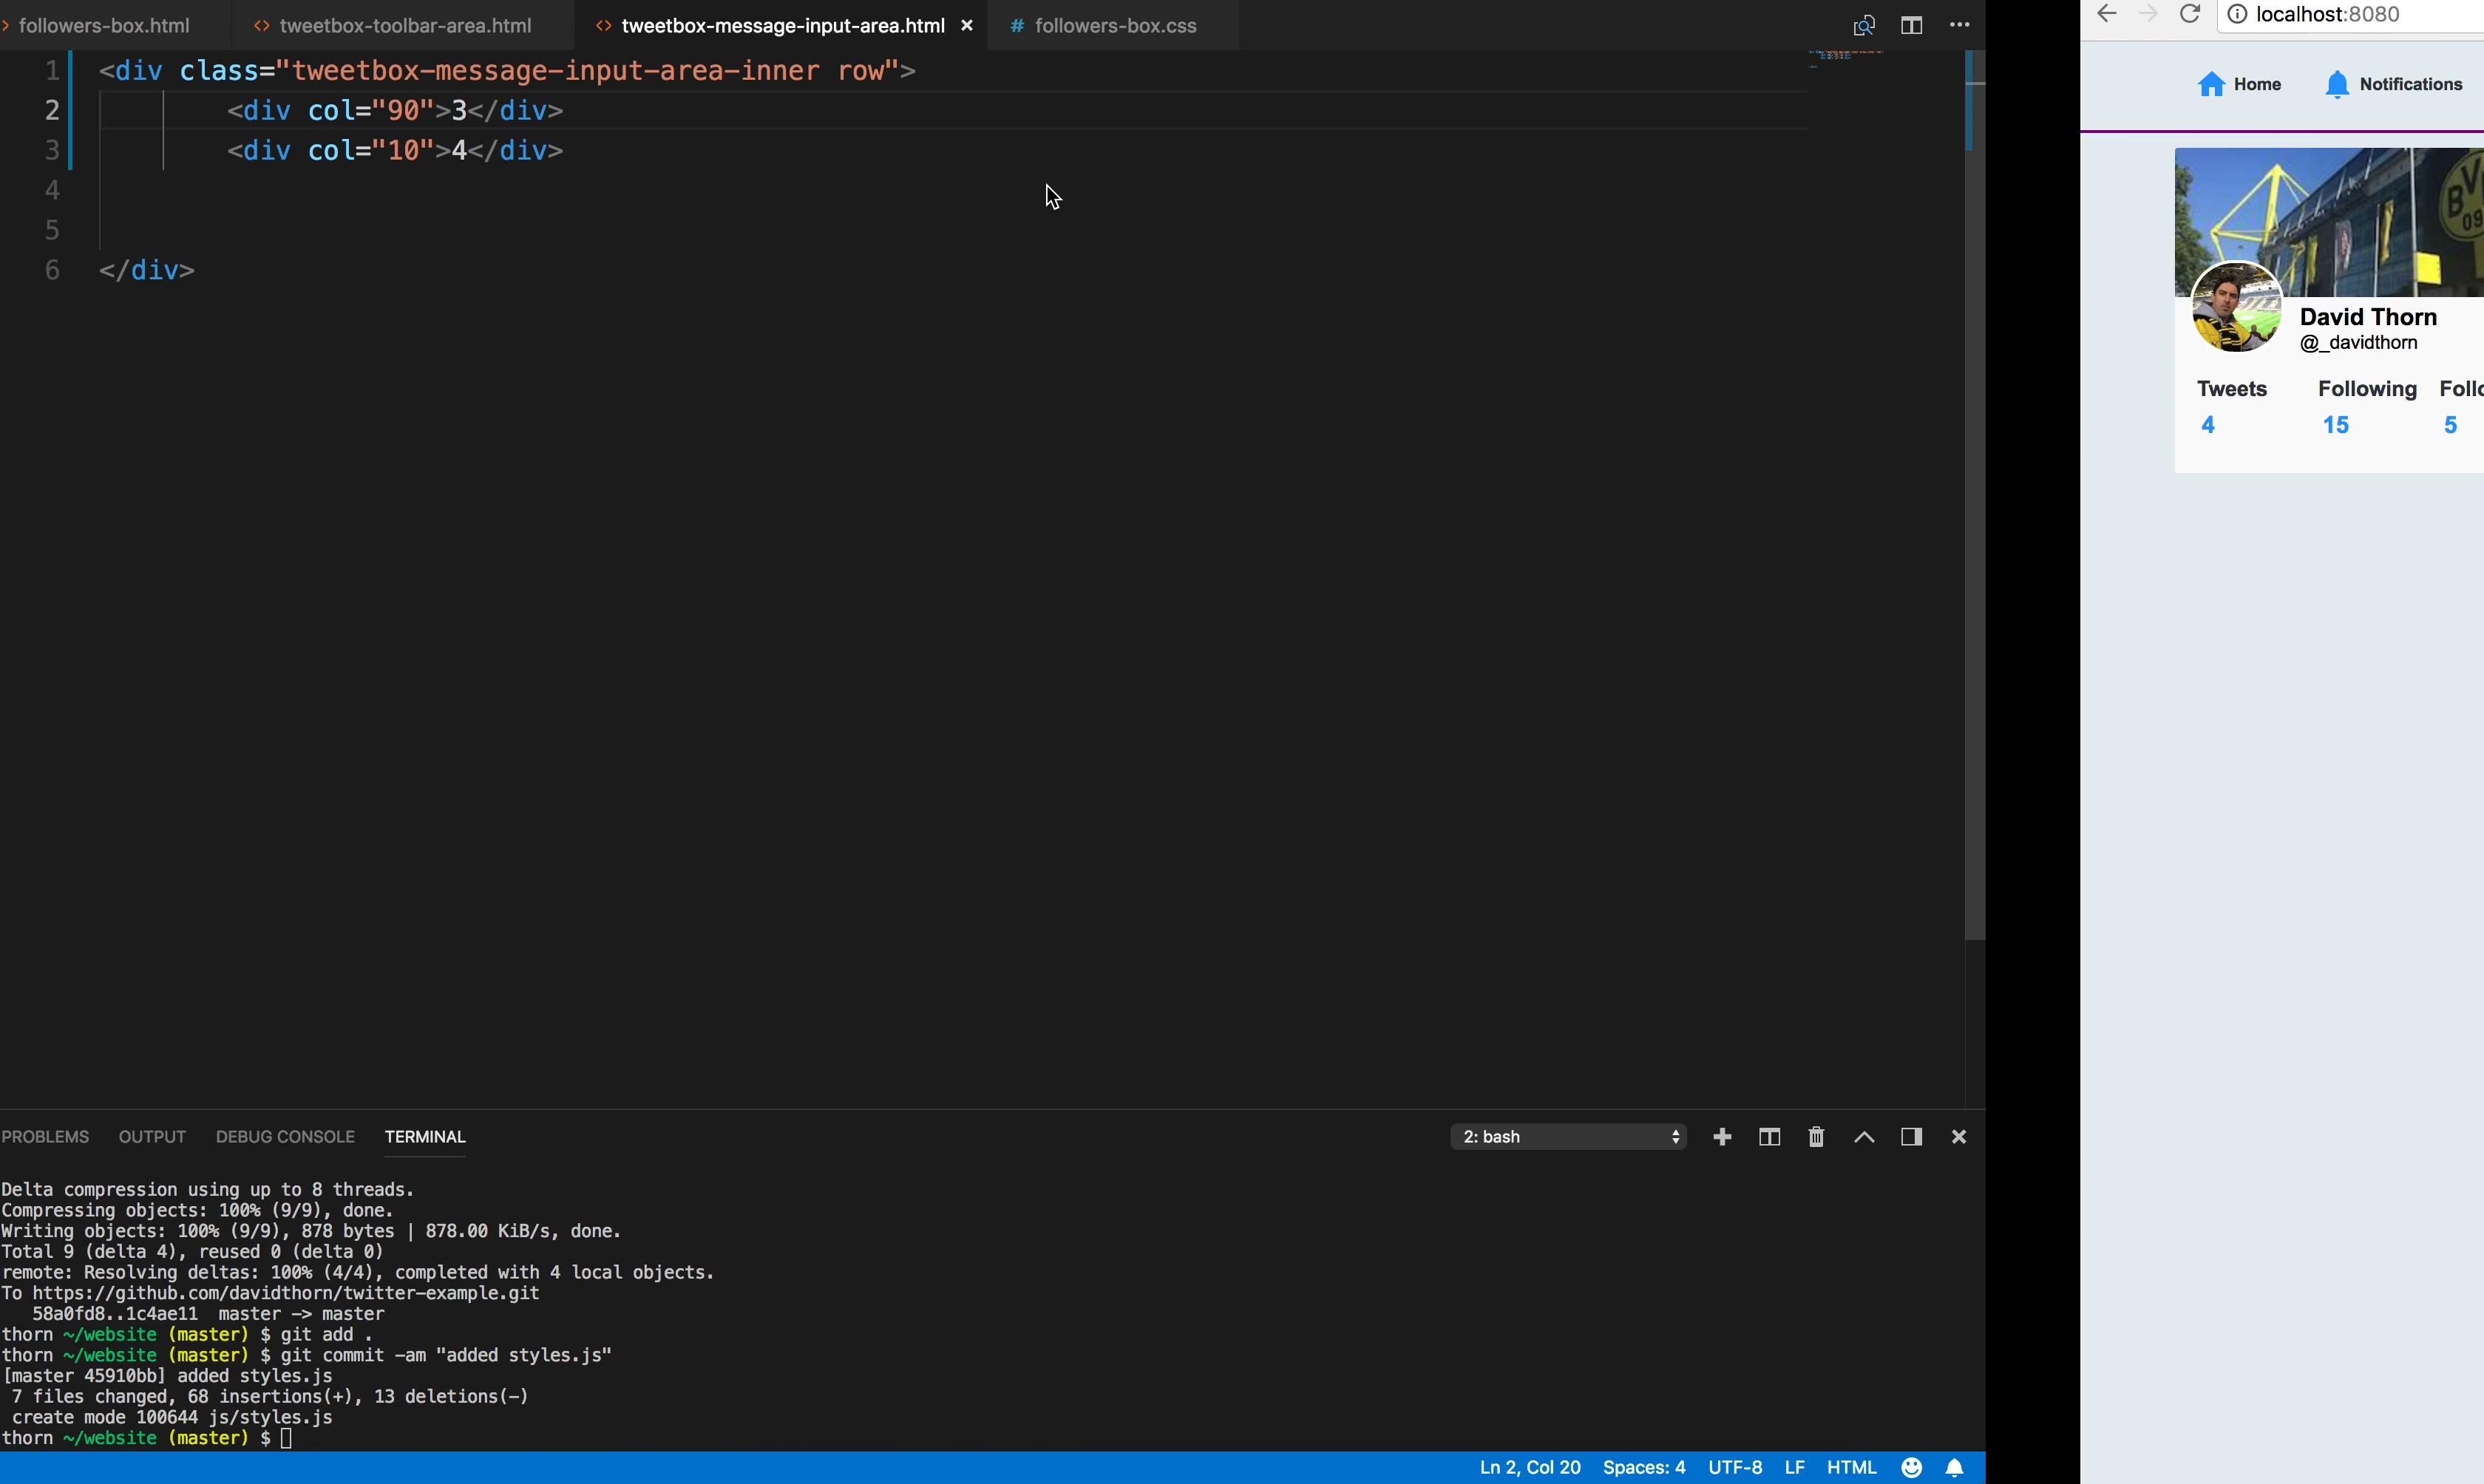 followers-box.html
tweetbox-toolbar-area.html
tweetbox-message-input-area.html
# followers-box.css
1 <div class="tweetbox-message-input-area-inner row">
2 <div col="90">3</div>
3 <div col="10">4</div>
4
5
6 </div>
PROBLEMS OUTPUT DEBUG CONSOLE TERMINAL
2: bash
Delta compression using up to 8 threads.
Compressing objects: 100% (9/9), done.
Writing objects: 100% (9/9), 878 bytes | 878.00 KiB/s, done.
Total 9 (delta 4), reused 0 (delta 0)
remote: Resolving deltas: 100% (4/4), completed with 4 local objects.
To https://github.com/davidthorn/twitter-example.git
58a0fd8..1c4ae11 master -> master
thorn ~/website (master) $ git add .
thorn ~/website (master) $ git commit -am "added styles.js"
[master 45910bb] added styles.js
7 files changed, 68 insertions(+), 13 deletions(-)
create mode 100644 js/styles.js
thorn ~/website (master) $
Ln 2, Col 20 Spaces: 4 UTF-8 LF HTML
localhost:8080
Home Notifications
BV
09
David Thorn
@_davidthorn
Tweets Following Follo
4 15 5